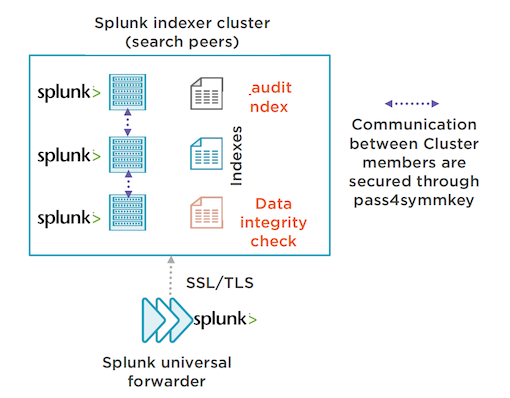 Splunk indexer cluster
(search peers)
splunk>
_audit
ndex
splunk>
Indexes
splunk>
Data
integrity
check
Communication
between Cluster
members are
secured through
pass4symmkey
SSL/TLS
splunk>
Splunk universal
forwarder